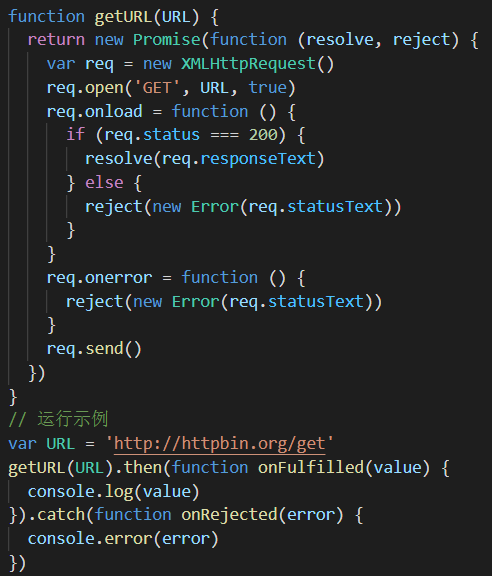 function getURL(URL) {
  return new Promise(function (resolve, reject) {
    var req = new XMLHttpRequest()
    req.open('GET', URL, true)
    req.onload = function () {
      if (req.status === 200) {
        resolve(req.responseText)
      } else {
        reject(new Error(req.statusText))
      }
    }
    req.onerror = function () {
      reject(new Error(req.statusText))
    }
    req.send()
  })
}
// 运行示例
var URL = 'http://httpbin.org/get'
getURL(URL).then(function onFulfilled(value) {
  console.log(value)
}).catch(function onRejected(error) {
  console.error(error)
})